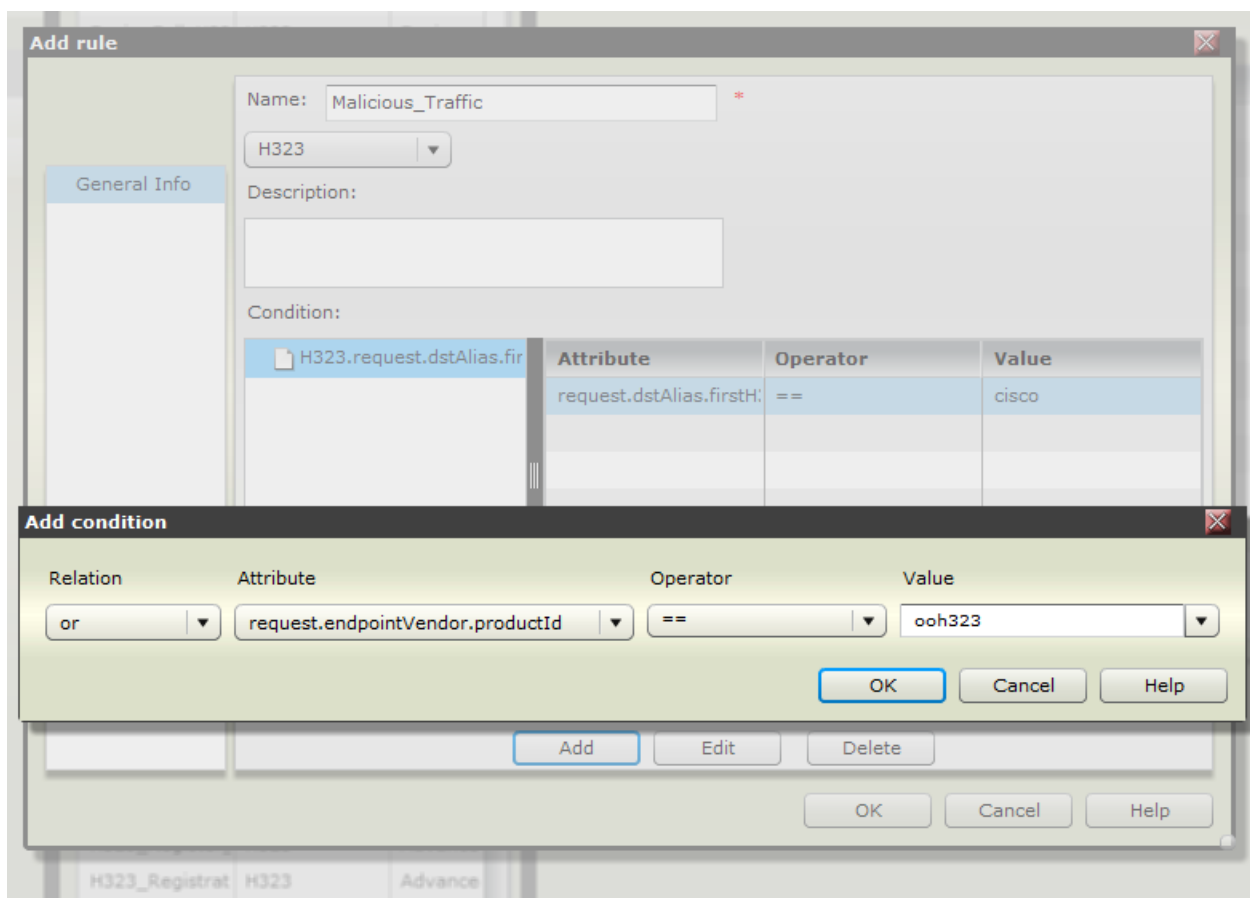 Add rule
Name: Malicious_Traffic *
H323
General Info
Description:
Condition:
H323.request.dstAlias.fir
Attribute Operator Value
request.dstAlias.firstH: == cisco
Add condition
Relation Attribute Operator Value
or request.endpointVendor.productId == ooh323
OK Cancel Help
Add Edit Delete
OK Cancel Help
H323_Registrat H323 Advance